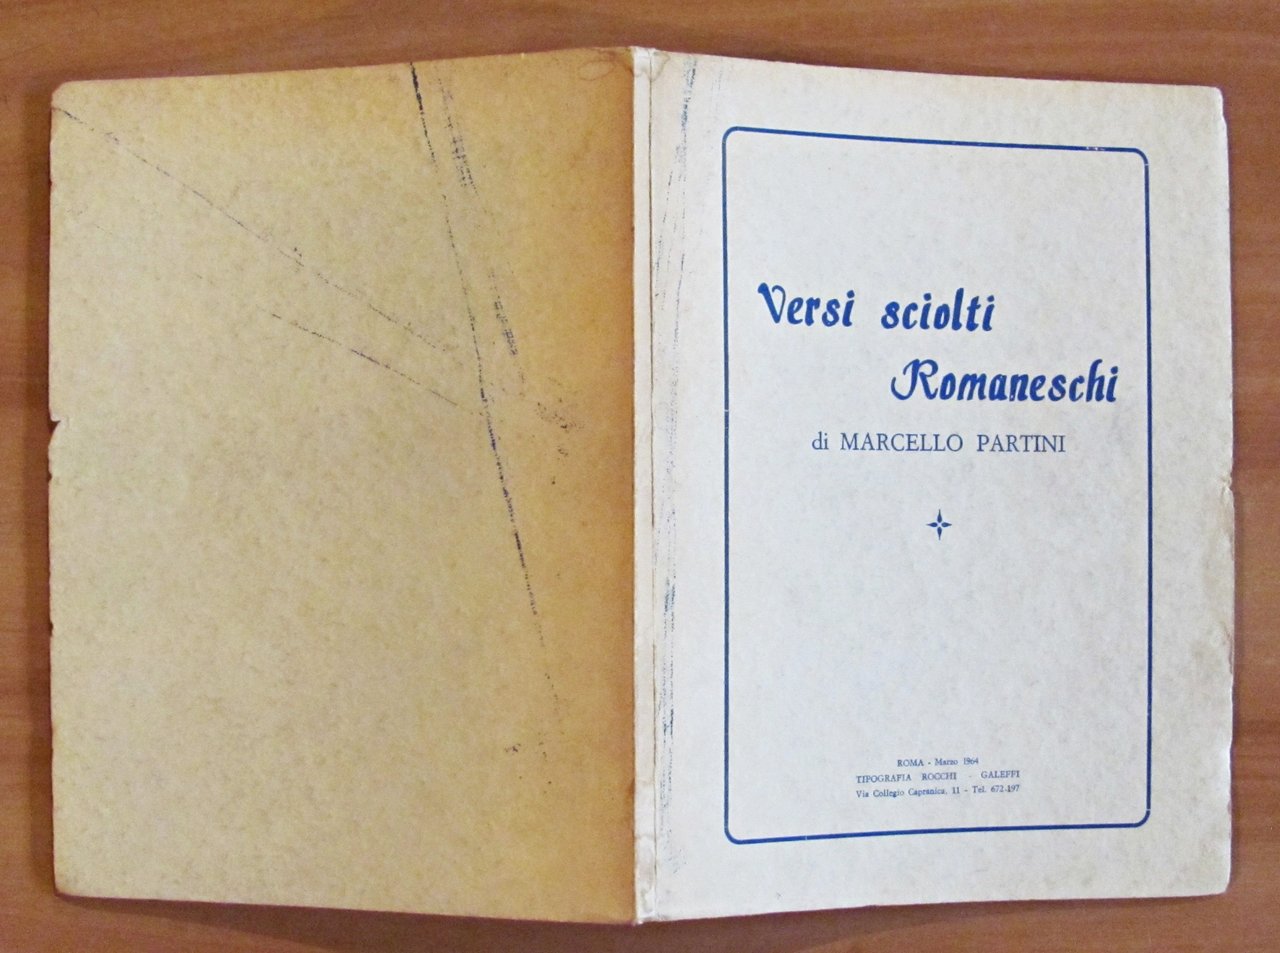 Versi sciolti
Romaneschi
di MARCELLO PARTINI
ROMA - Marzo 1964
TIPOGRAFIA ROCCHI - GALEFFI
Via Collegio Capranica, 11 - Tel. 672-197